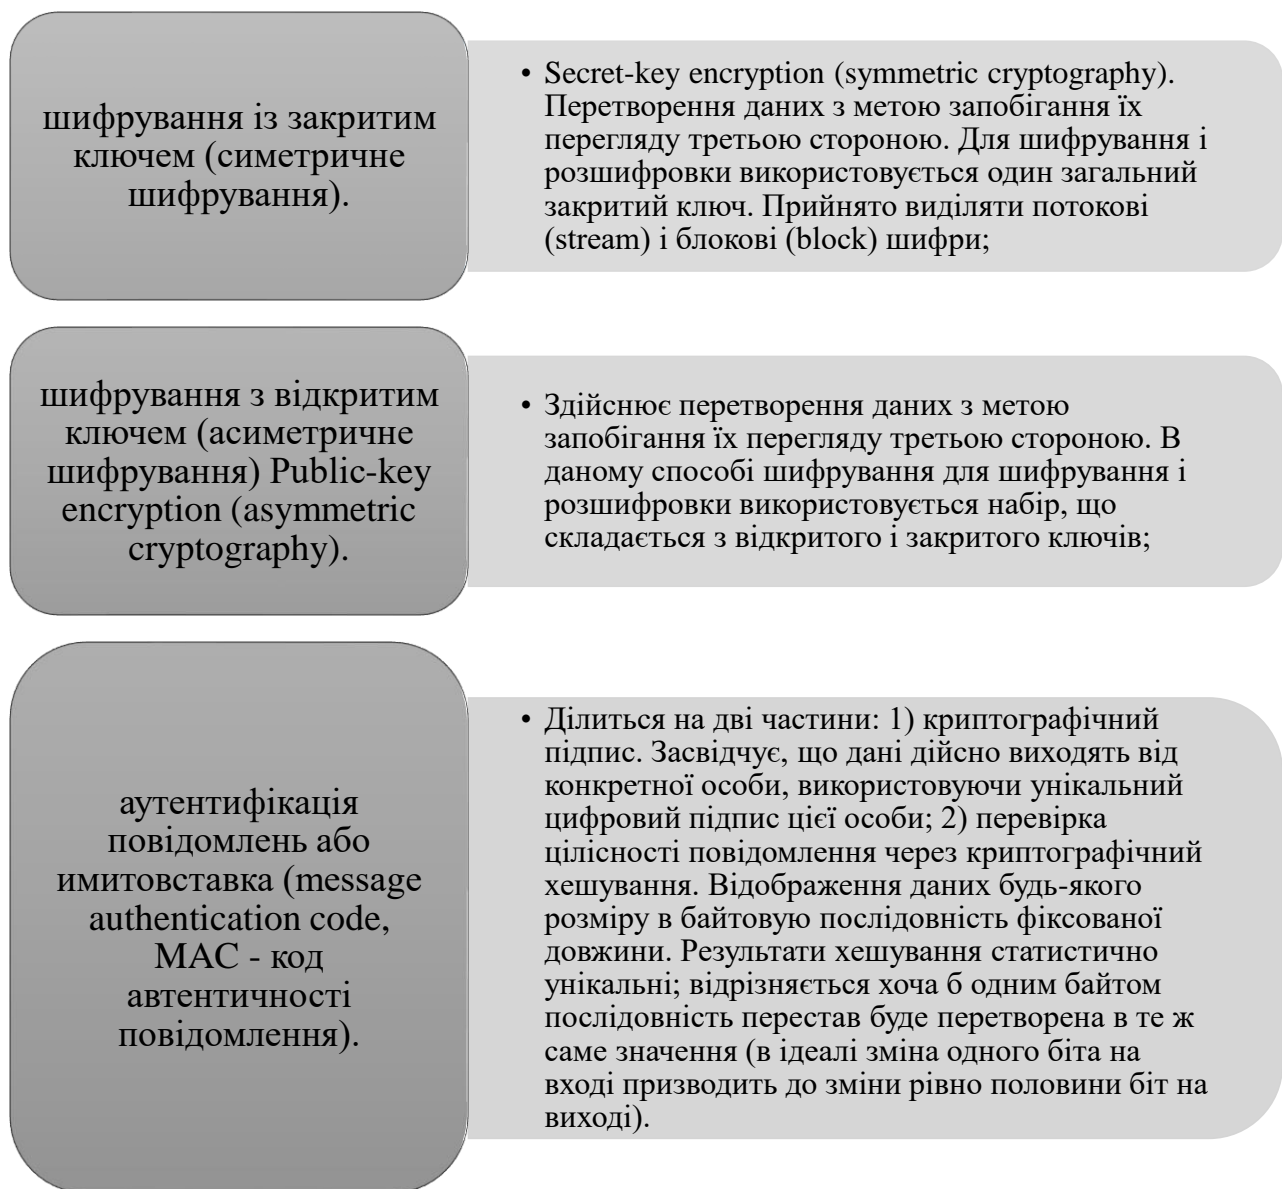 шифрування із закритим
ключем (симетричне
шифрування).
• Secret-key encryption (symmetric cryptography).
Перетворення даних з метою запобігання їх
перегляду третьою стороною. Для шифрування і
розшифровки використовується один загальний
закритий ключ. Прийнято виділяти потокові
(stream) і блокові (block) шифри;
шифрування з відкритим
ключем (асиметричне
шифрування) Public-key
encryption (asymmetric
cryptography).
• Здійснює перетворення даних з метою
запобігання їх перегляду третьою стороною. В
даному способі шифрування для шифрування і
розшифровки використовується набір, що
складається з відкритого і закритого ключів;
аутентифікація
повідомлень або
имитовставка (message
authentication code,
MAC - код
автентичності
повідомлення).
• Ділиться на дві частини: 1) криптографічний
підпис. Засвідчує, що дані дійсно виходять від
конкретної особи, використовуючи унікальний
цифровий підпис цієї особи; 2) перевірка
цілісності повідомлення через криптографічний
хешування. Відображення даних будь-якого
розміру в байтову послідовність фіксованої
довжини. Результати хешування статистично
унікальні; відрізняється хоча б одним байтом
послідовність перестав буде перетворена в те ж
саме значення (в ідеалі зміна одного біта на
вході призводить до зміни рівно половини біт на
виході).